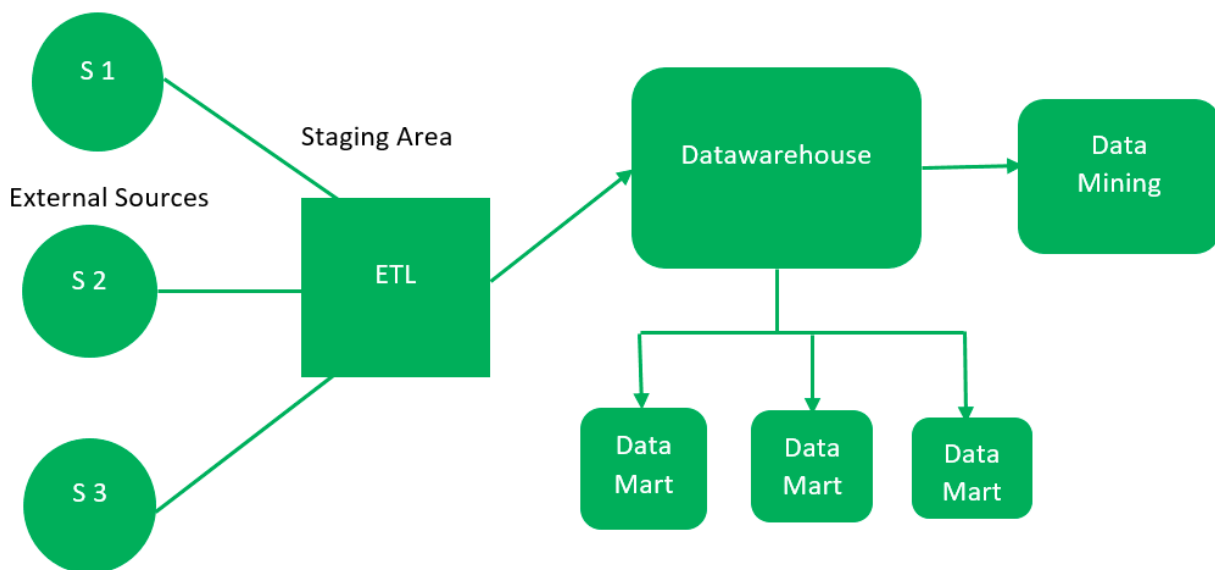 S 1
Staging Area
External Sources
S 2
ETL
S 3
Datawarehouse
Data
Mining
Data
Mart
Data
Mart
Data
Mart